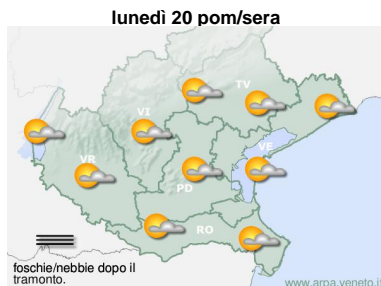 lunedì 20 pom/sera
TV
VI
VE
VR
PD
RO
foschie/nebbie dopo il
tramonto.
www.arpa.veneto.it